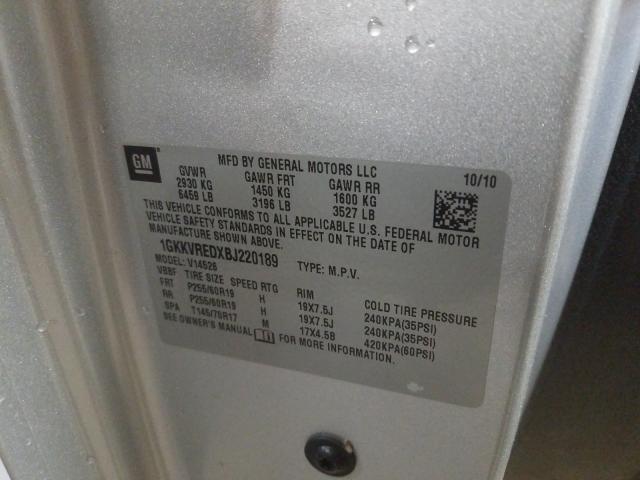 GM
MFD BY GENERAL MOTORS LLC 10/10
GVWR GAWR FRT GAWR RR
2930 KG 1450 KG 1600 KG
6459 LB 3196 LB 3527 LB
THIS VEHICLE CONFORMS TO ALL APPLICABLE U.S. FEDERAL MOTOR
VEHICLE SAFETY STANDARDS IN EFFECT ON THE DATE OF
MANUFACTURE SHOWN ABOVE.
1GKKVREDXBJ220189 TYPE: M.P.V.
MODEL: V14526
VBBF TIRE SIZE SPEED RTG RIM COLD TIRE PRESSURE
FRT P255/60R19 H 19X7.5J 240KPA(35PSI)
RR P255/60R19 H 19X7.5J 240KPA(35PSI)
SPA T145/70R17 M 17X4.5B 420KPA(60PSI)
SEE OWNER'S MANUAL FOR MORE INFORMATION.